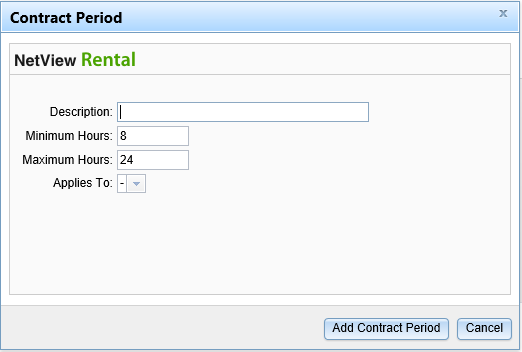 Contract Period x
NetView Rental
Description:
Minimum Hours: 8
Maximum Hours: 24
Applies To: -
Add Contract Period Cancel